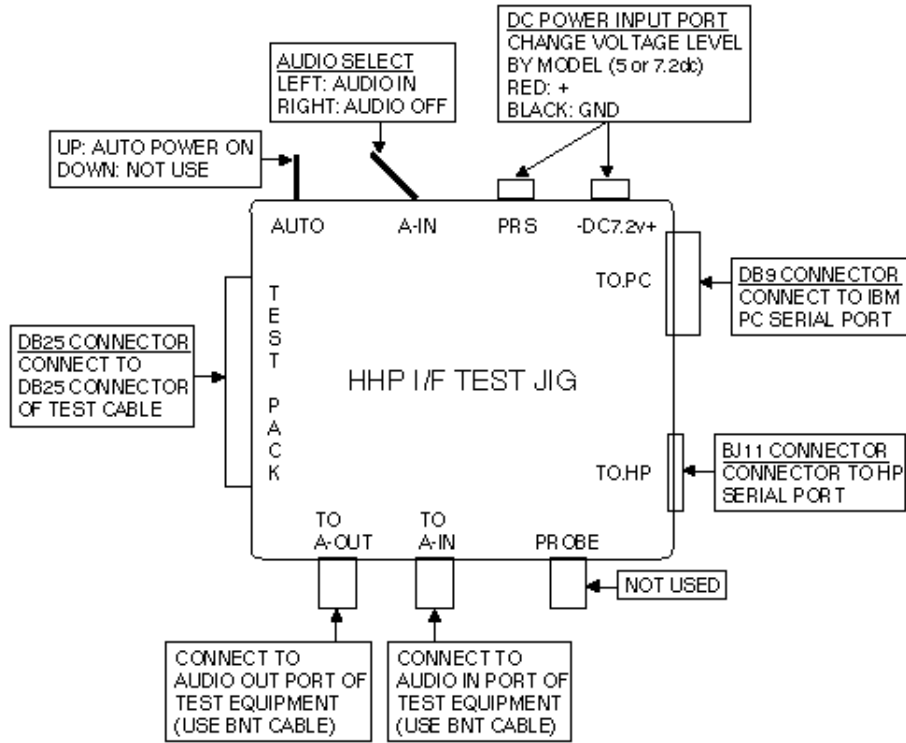 DC POWER INPUT PORT
CHANGE VOLTAGE LEVEL
BY MODEL (5 or 7.2dc)
RED: +
BLACK: GND
AUDIO SELECT
LEFT: AUDIO IN
RIGHT: AUDIO OFF
UP: AUTO POWER ON
DOWN: NOT USE
AUTO
A-IN
PRS
-DC7.2v+
TO.PC
DB9 CONNECTOR
CONNECT TO IBM
PC SERIAL PORT
TEST PACK
DB25 CONNECTOR
CONNECT TO
DB25 CONNECTOR
OF TEST CABLE
HHP I/F TEST JIG
TO.HP
BJ11 CONNECTOR
CONNECTOR TO HP
SERIAL PORT
TO
A-OUT
TO
A-IN
PROBE
NOT USED
CONNECT TO
AUDIO OUT PORT OF
TEST EQUIPMENT
(USE BNT CABLE)
CONNECT TO
AUDIO IN PORT OF
TEST EQUIPMENT
(USE BNT CABLE)